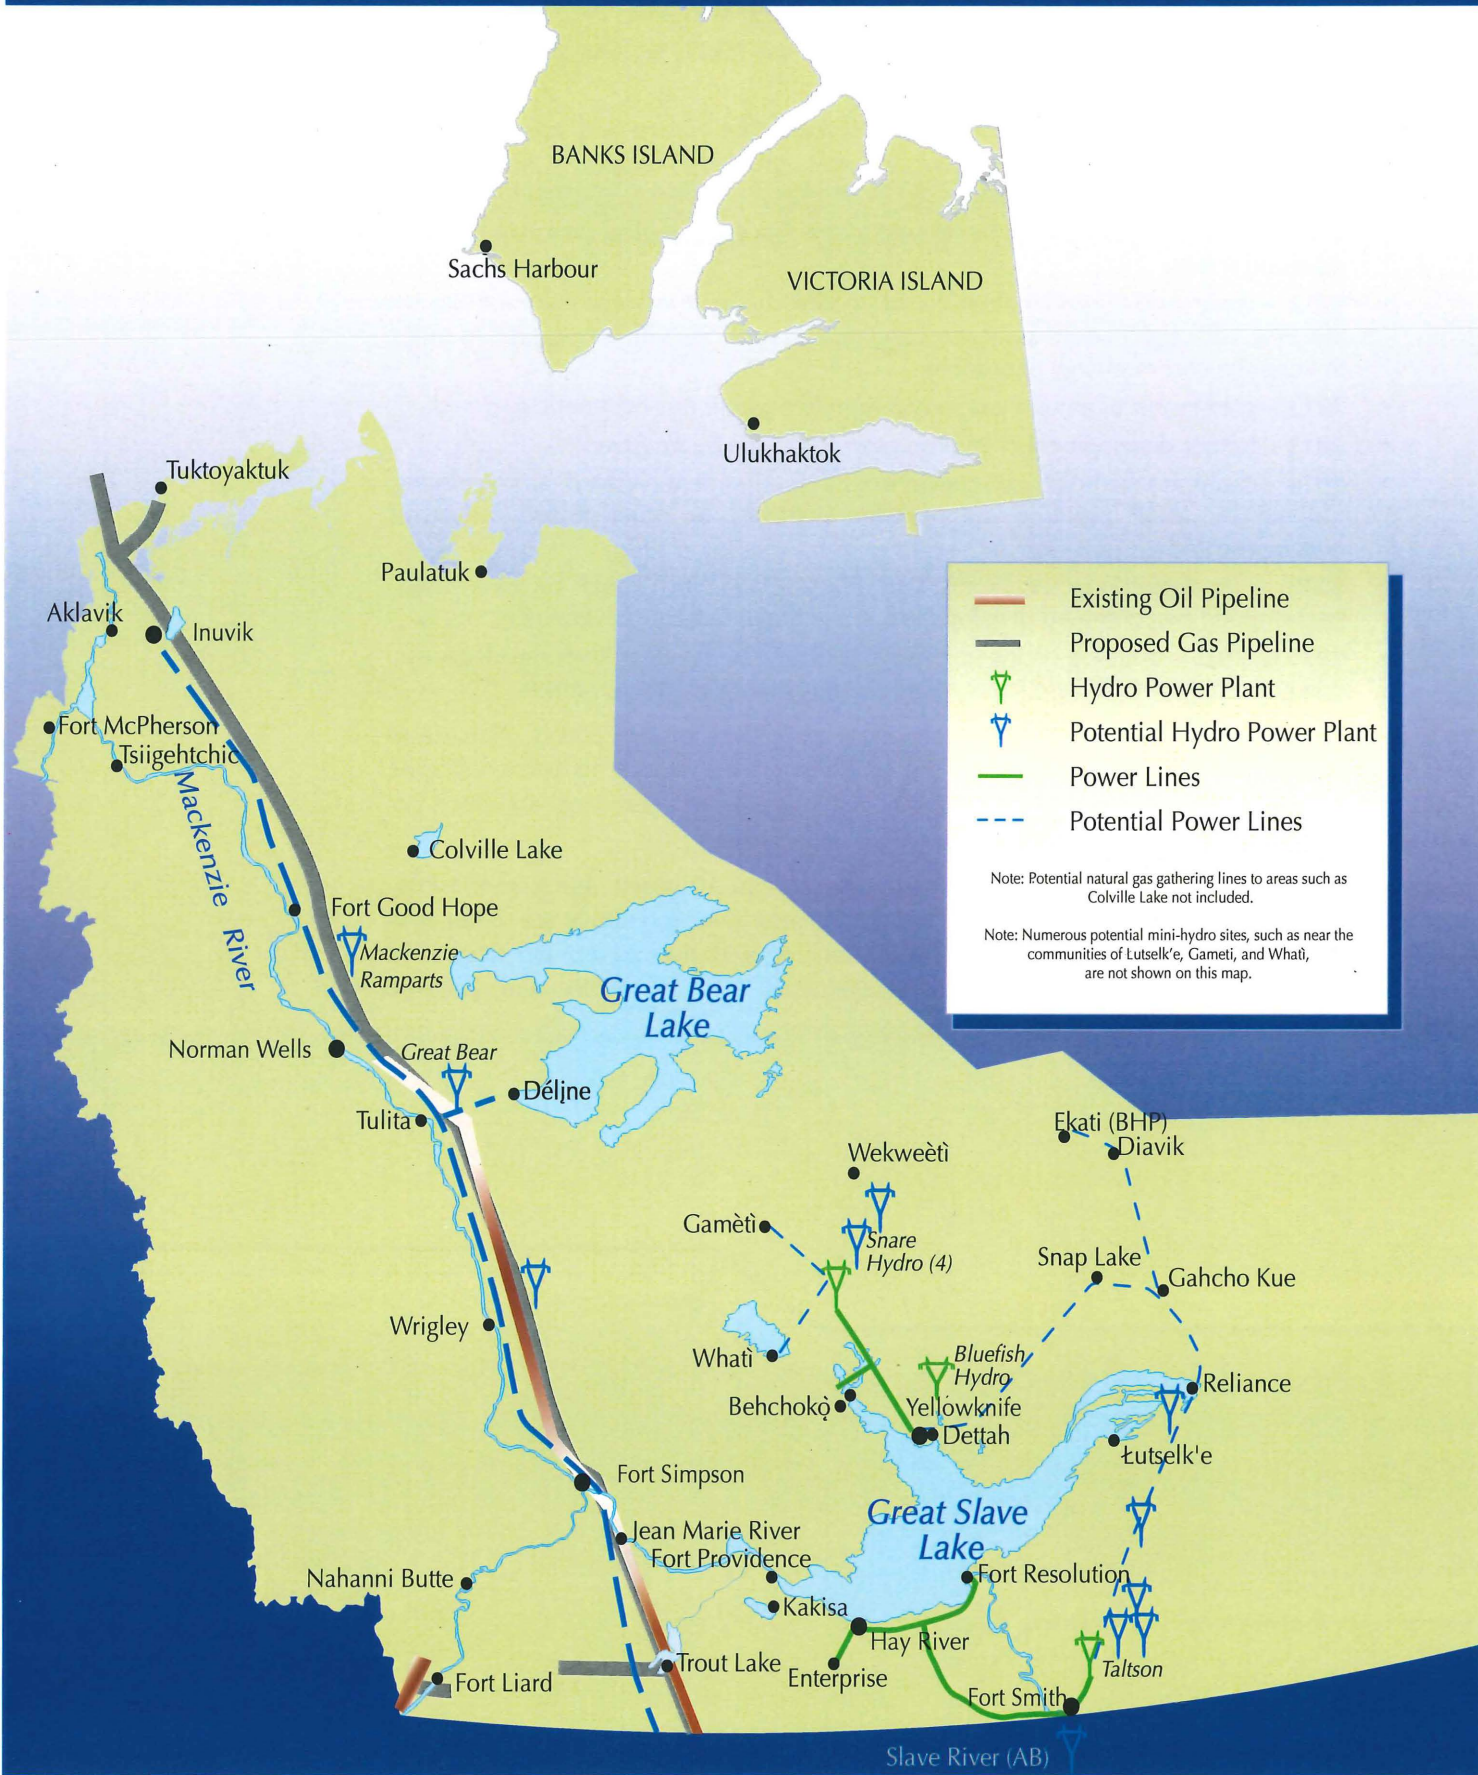 BANKS ISLAND
Sachs Harbour
VICTORIA ISLAND
Ulukhaktok
Tuktoyaktuk
Paulatuk
Aklavik
Inuvik
Fort McPherson
Tsiigehtchic
Mackenzie River
Colville Lake
Fort Good Hope
Mackenzie
Ramparts
Great Bear
Lake
Norman Wells
Great Bear
Délįne
Tulita
Existing Oil Pipeline
Proposed Gas Pipeline
Hydro Power Plant
Potential Hydro Power Plant
Power Lines
Potential Power Lines
Note: Potential natural gas gathering lines to areas such as
Colville Lake not included.
Note: Numerous potential mini-hydro sites, such as near the
communities of Łutselk'e, Gameti, and Whatì,
are not shown on this map.
Ekati (BHP)
Diavik
Wekweètì
Gamètì
Snare
Hydro (4)
Snap Lake
Gahcho Kue
Wrigley
Whatì
Bluefish
Hydro
Behchokǫ̀
Yellowknife
Dettah
Reliance
Łutselk'e
Fort Simpson
Great Slave
Lake
Jean Marie River
Fort Providence
Nahanni Butte
Fort Resolution
Kakisa
Hay River
Trout Lake
Enterprise
Taltson
Fort Liard
Fort Smith
Slave River (AB)